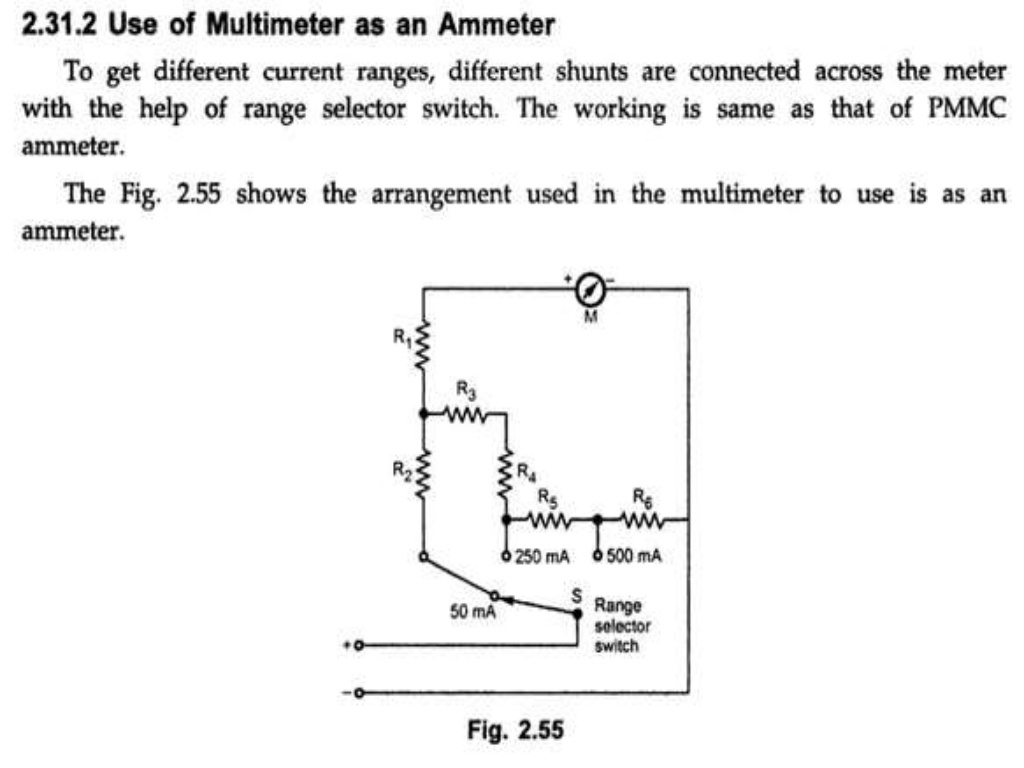 2.31.2 Use of Multimeter as an Ammeter
To get different current ranges, different shunts are connected across the meter
with the help of range selector switch. The working is same as that of PMMC
ammeter.
The Fig. 2.55 shows the arrangement used in the multimeter to use is as an
ammeter.
+ -
M
R1
R3
R2
R4
R5 R6
250 mA 500 mA
50 mA
S Range
selector
switch
+
-
Fig. 2.55